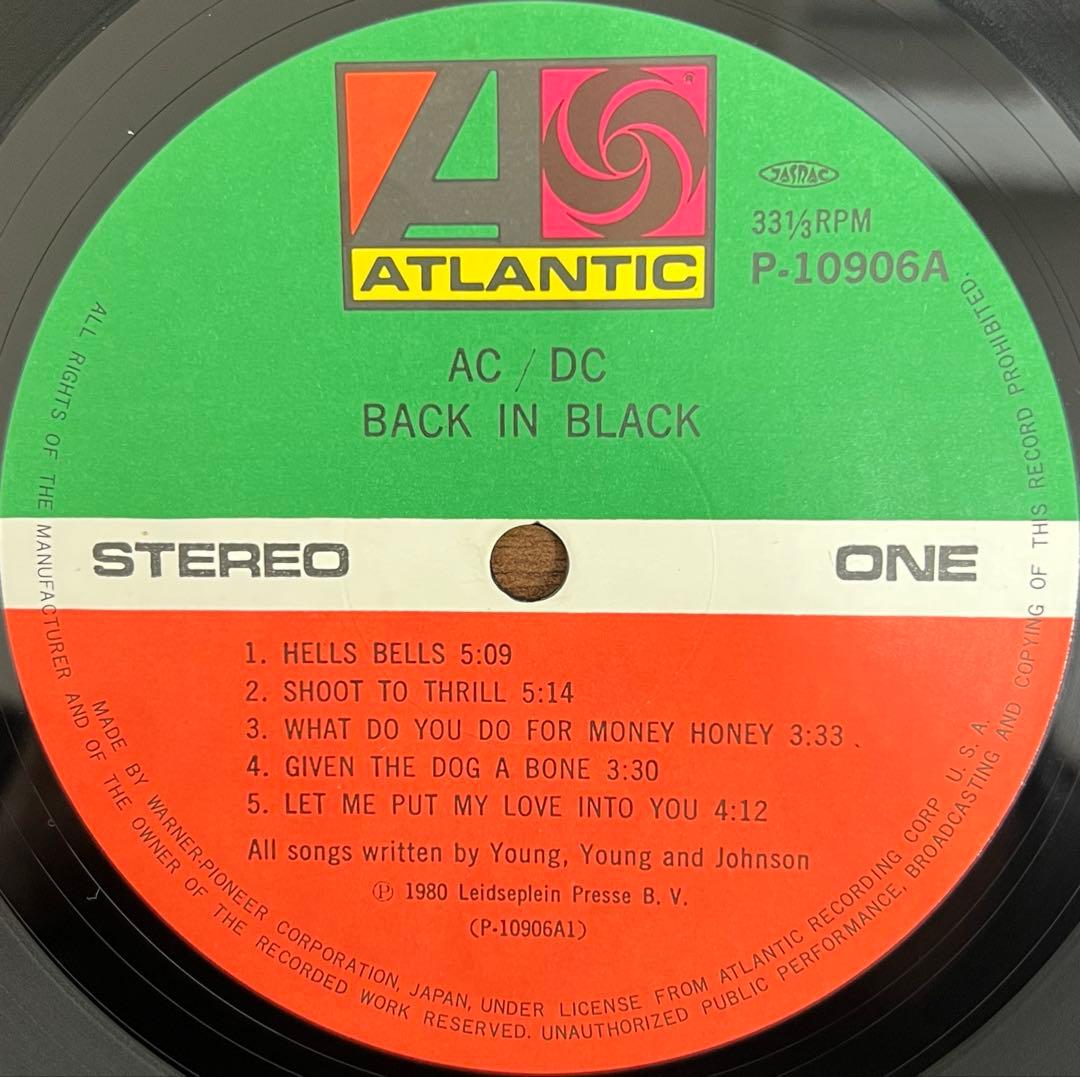 A
®
ATLANTIC
JASRAC
33⅓RPM
P-10906A
AC / DC
BACK IN BLACK
STEREO
ONE
1. HELLS BELLS 5:09
2. SHOOT TO THRILL 5:14
3. WHAT DO YOU DO FOR MONEY HONEY 3:33
4. GIVEN THE DOG A BONE 3:30
5. LET ME PUT MY LOVE INTO YOU 4:12
All songs written by Young, Young and Johnson
Ⓟ 1980 Leidseplein Presse B. V.
(P-10906A1)
MADE BY WARNER-PIONEER CORPORATION, JAPAN, UNDER LICENSE FROM ATLANTIC RECORDING CORP U. S. A.
ALL RIGHTS OF THE MANUFACTURER AND OF THE OWNER OF THE RECORDED WORK RESERVED. UNAUTHORIZED PUBLIC PERFORMANCE, BROADCASTING AND COPYING OF THS RECORD PROHIBITED.